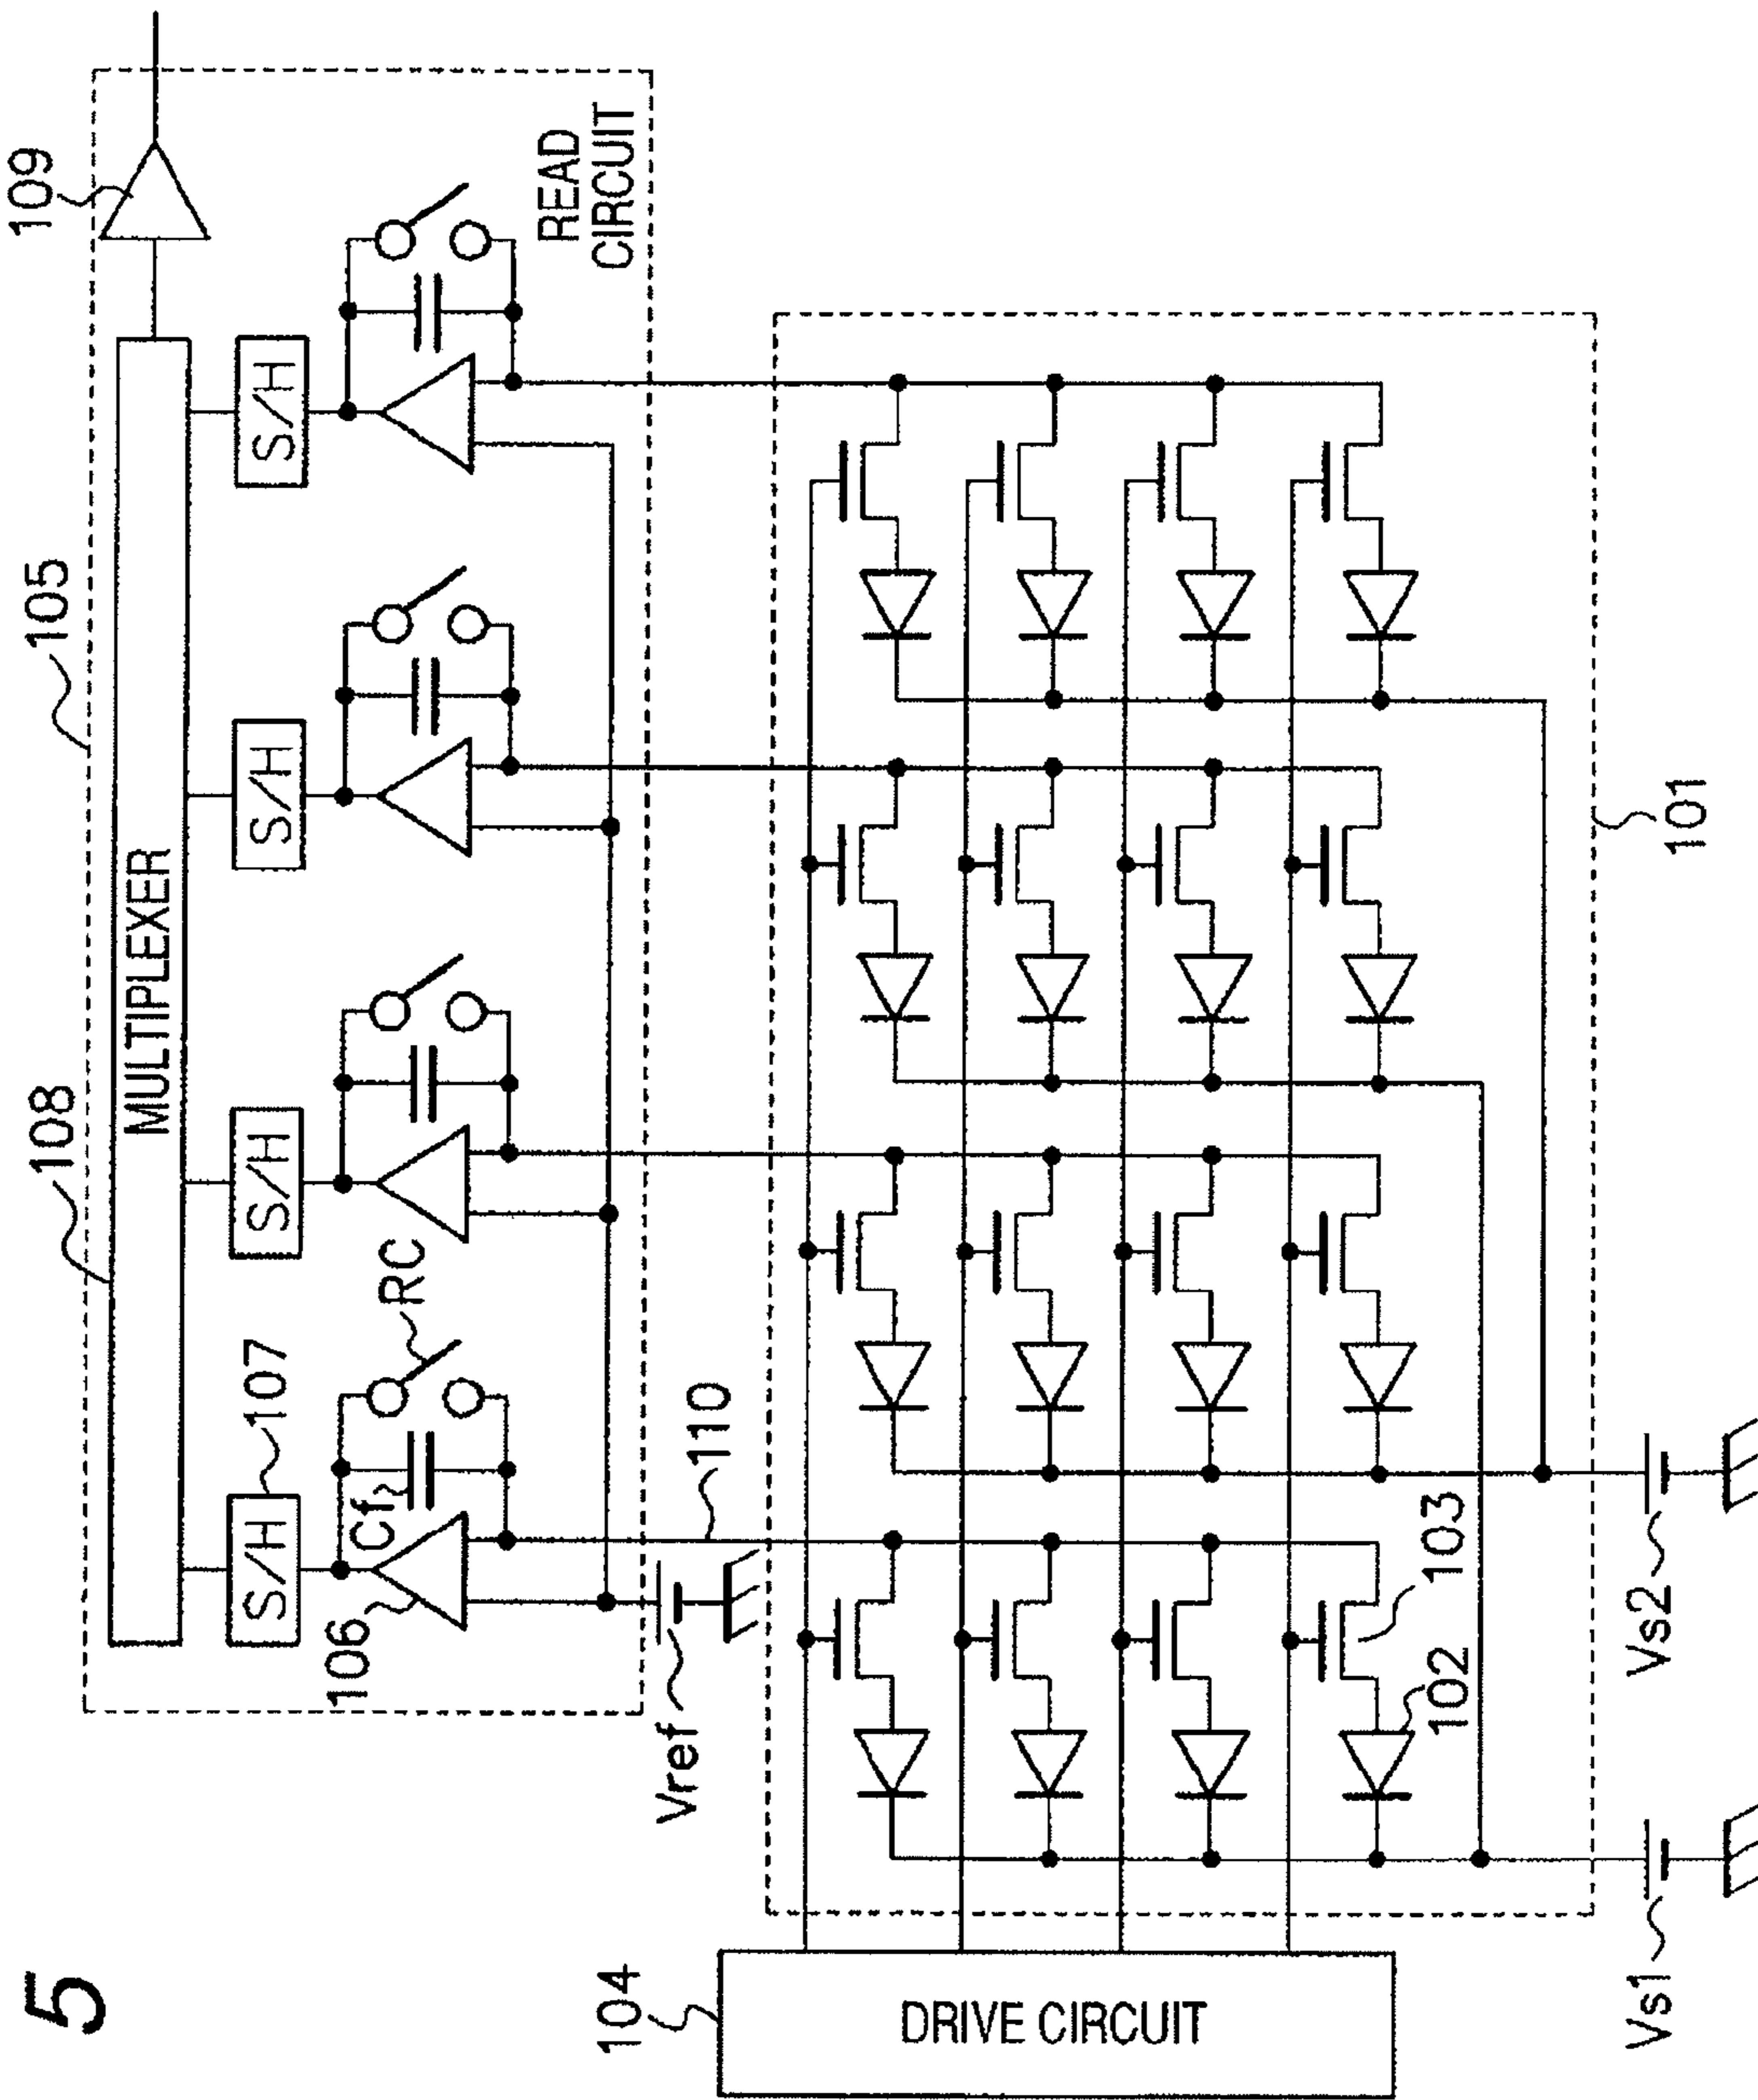 5
109
105
108
MULTIPLEXER
S/H
S/H
S/H
S/H
107
RC
Cf
106
READ
CIRCUIT
Vref
110
104
DRIVE CIRCUIT
103
102
101
Vs1
Vs2